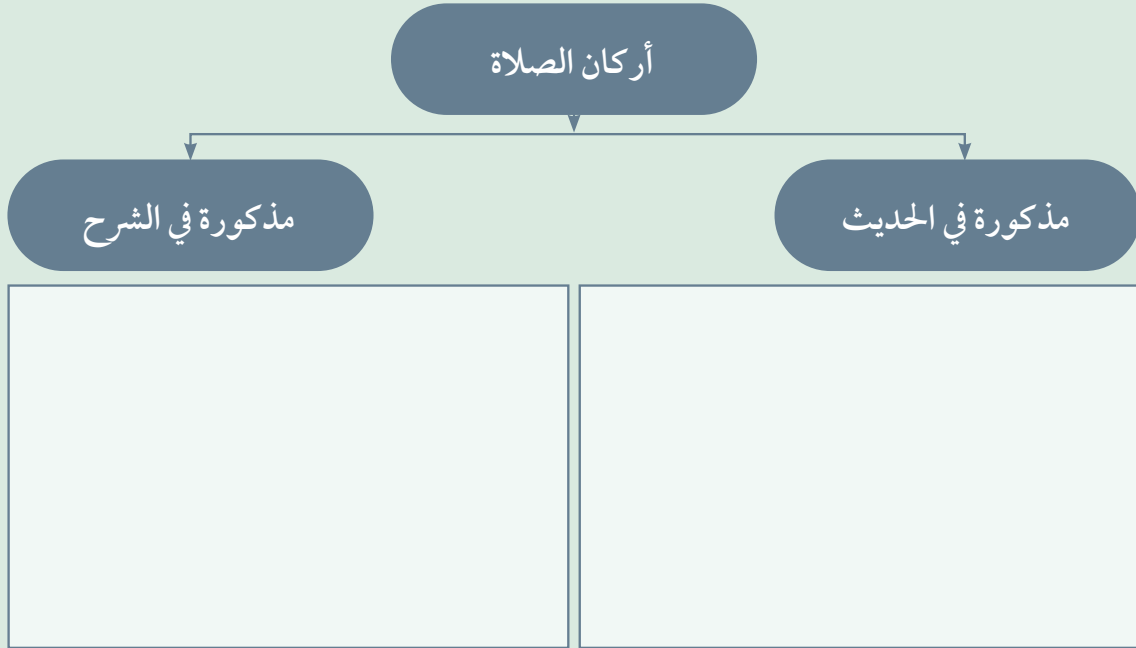 أركان الصلاة
مذكورة في الحديث
مذكورة في الشرح